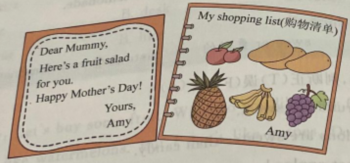 Dear Mummy,
Here's a fruit salad
for you.
Happy Mother's Day!
Yours,
Amy
My shopping list(购物清单)
Amy